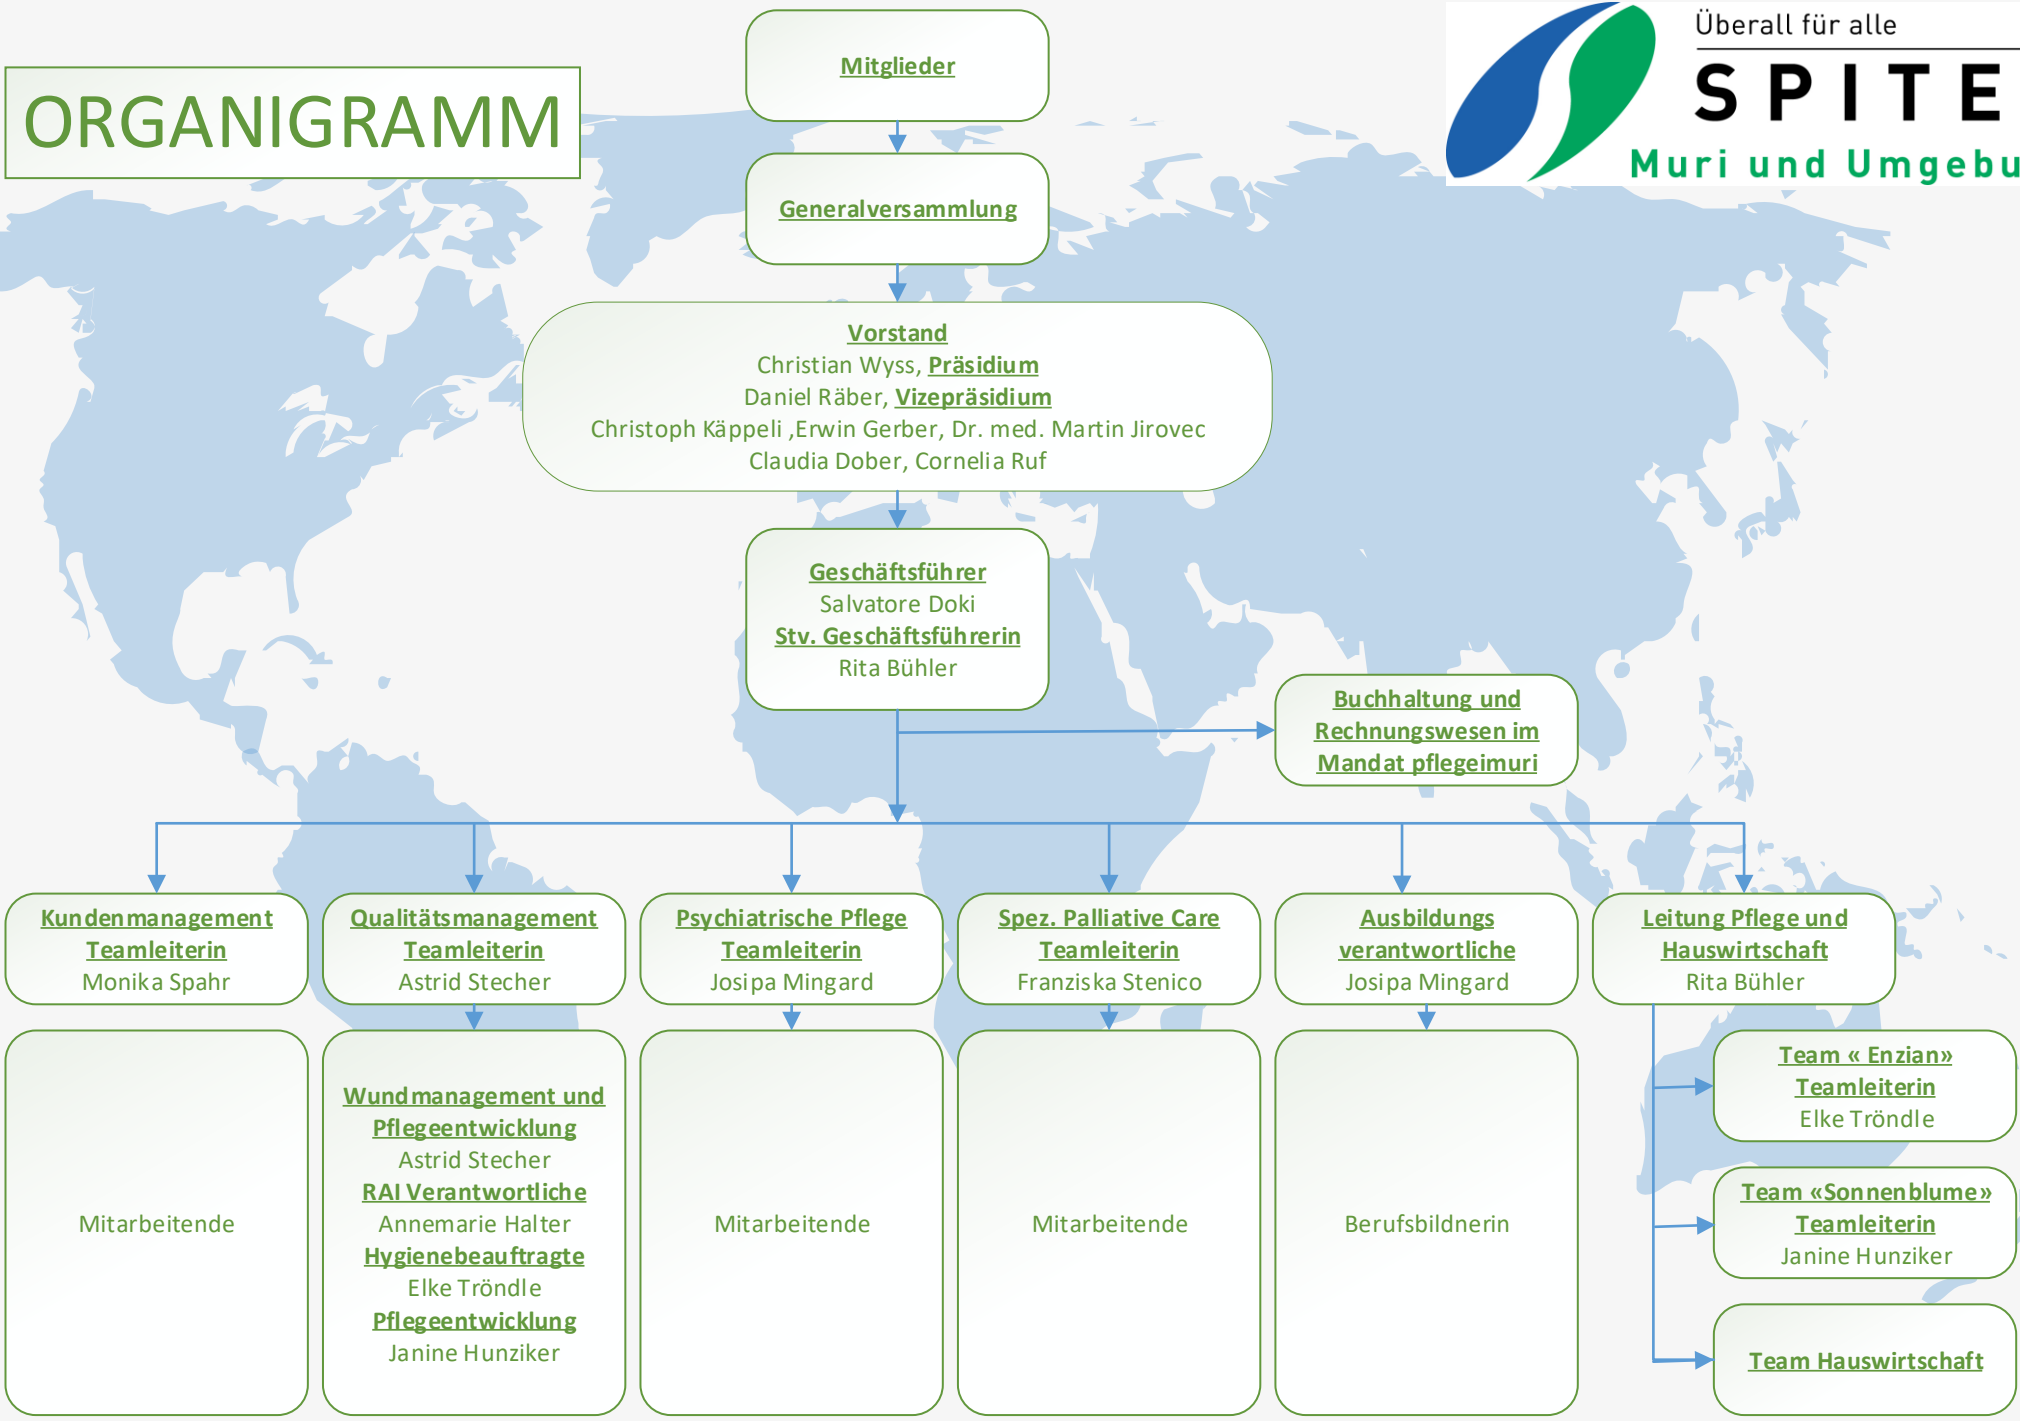 ORGANIGRAMM
Überall für alle
SPITE
Muri und Umgebu
Mitglieder
Generalversammlung
Vorstand
Christian Wyss, Präsidium
Daniel Räber, Vizepräsidium
Christoph Käppeli ,Erwin Gerber, Dr. med. Martin Jirovec
Claudia Dober, Cornelia Ruf
Geschäftsführer
Salvatore Doki
Stv. Geschäftsführerin
Rita Bühler
Buchhaltung und
Rechnungswesen im
Mandat pflegeimuri
Kundenmanagement
Teamleiterin
Monika Spahr
Qualitätsmanagement
Teamleiterin
Astrid Stecher
Psychiatrische Pflege
Teamleiterin
Josipa Mingard
Spez. Palliative Care
Teamleiterin
Franziska Stenico
Ausbildungs
verantwortliche
Josipa Mingard
Leitung Pflege und
Hauswirtschaft
Rita Bühler
Mitarbeitende
Wundmanagement und
Pflegeentwicklung
Astrid Stecher
RAI Verantwortliche
Annemarie Halter
Hygienebeauftragte
Elke Tröndle
Pflegeentwicklung
Janine Hunziker
Mitarbeitende
Mitarbeitende
Berufsbildnerin
Team « Enzian»
Teamleiterin
Elke Tröndle
Team «Sonnenblume»
Teamleiterin
Janine Hunziker
Team Hauswirtschaft